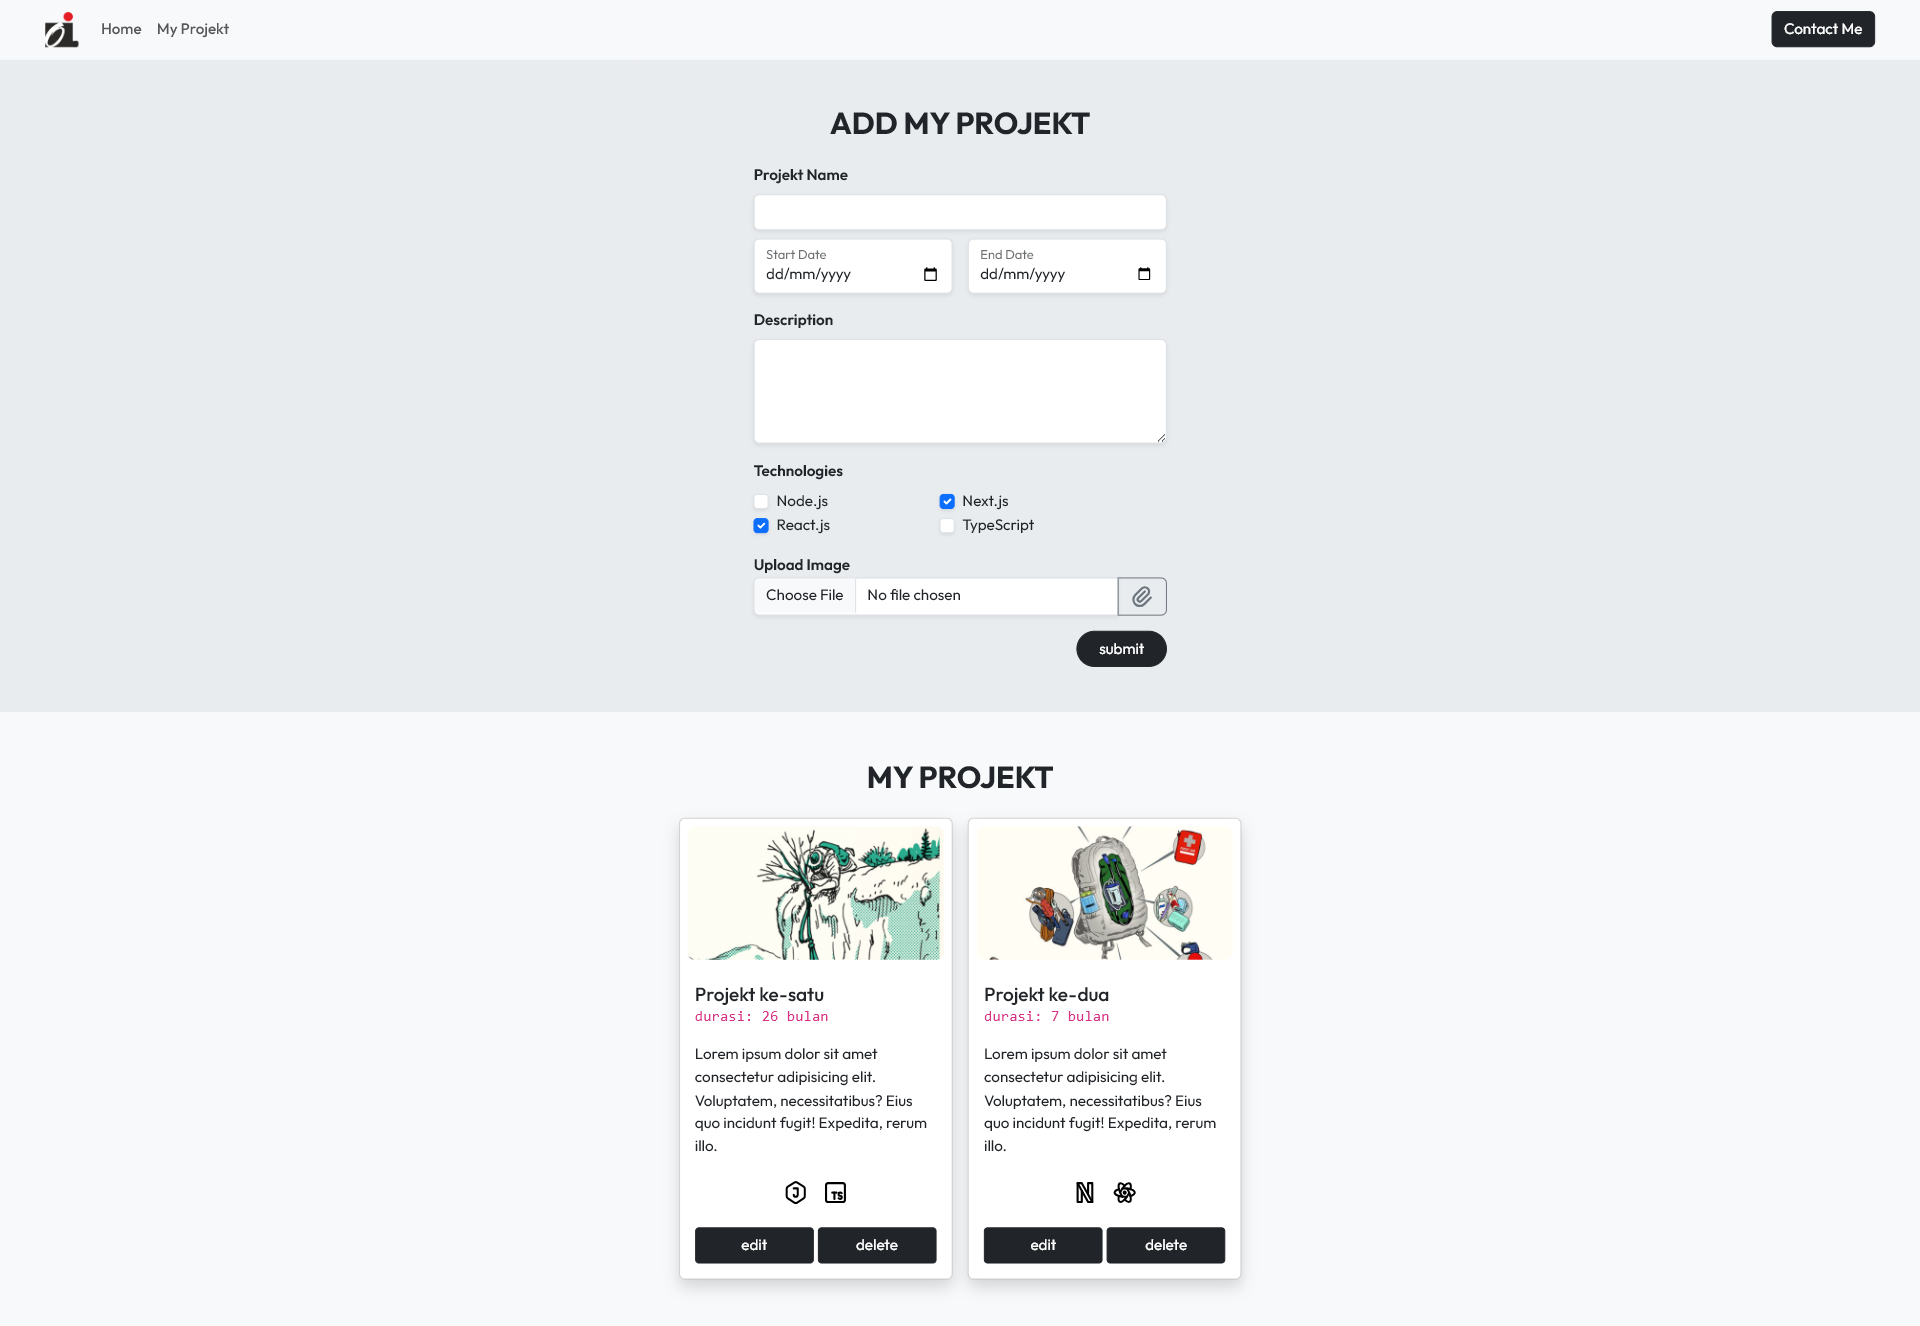 Home
My Projekt
Contact Me
ADD MY PROJEKT
Projekt Name
Start Date
dd/mm/yyyy
End Date
dd/mm/yyyy
Description
Technologies
Node.js
Next.js
React.js
TypeScript
Upload Image
Choose File
No file chosen
submit
MY PROJEKT
Projekt ke-satu
durasi: 26 bulan
Lorem ipsum dolor sit amet
consectetur adipisicing elit.
Voluptatem, necessitatibus? Eius
quo incidunt fugit! Expedita, rerum
illo.
TS
edit
delete
Projekt ke-dua
durasi: 7 bulan
Lorem ipsum dolor sit amet
consectetur adipisicing elit.
Voluptatem, necessitatibus? Eius
quo incidunt fugit! Expedita, rerum
illo.
edit
delete